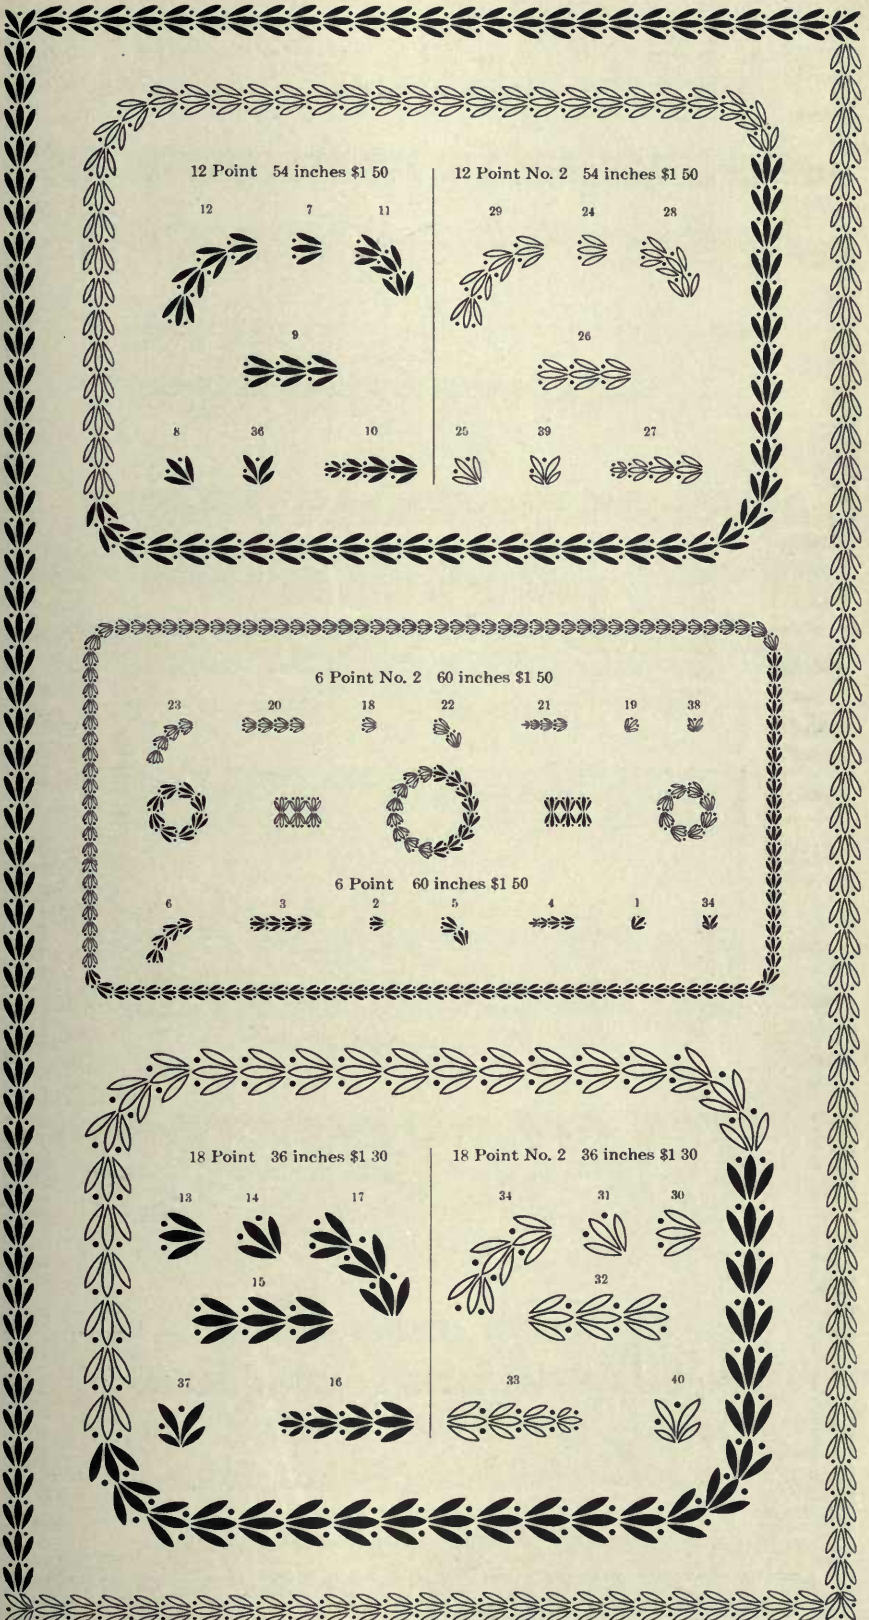 12 Point 54 inches $1 50
12 7 11
9
8 36 10
12 Point No. 2 54 inches $1 50
29 24 28
26
25 39 27
6 Point No. 2 60 inches $1 50
23 20 18 22 21 19 38
6 Point 60 inches $1 50
6 3 2 5 4 1 34
18 Point 36 inches $1 30
13 14 17
15
37 16
18 Point No. 2 36 inches $1 30
34 31 30
32
33 40